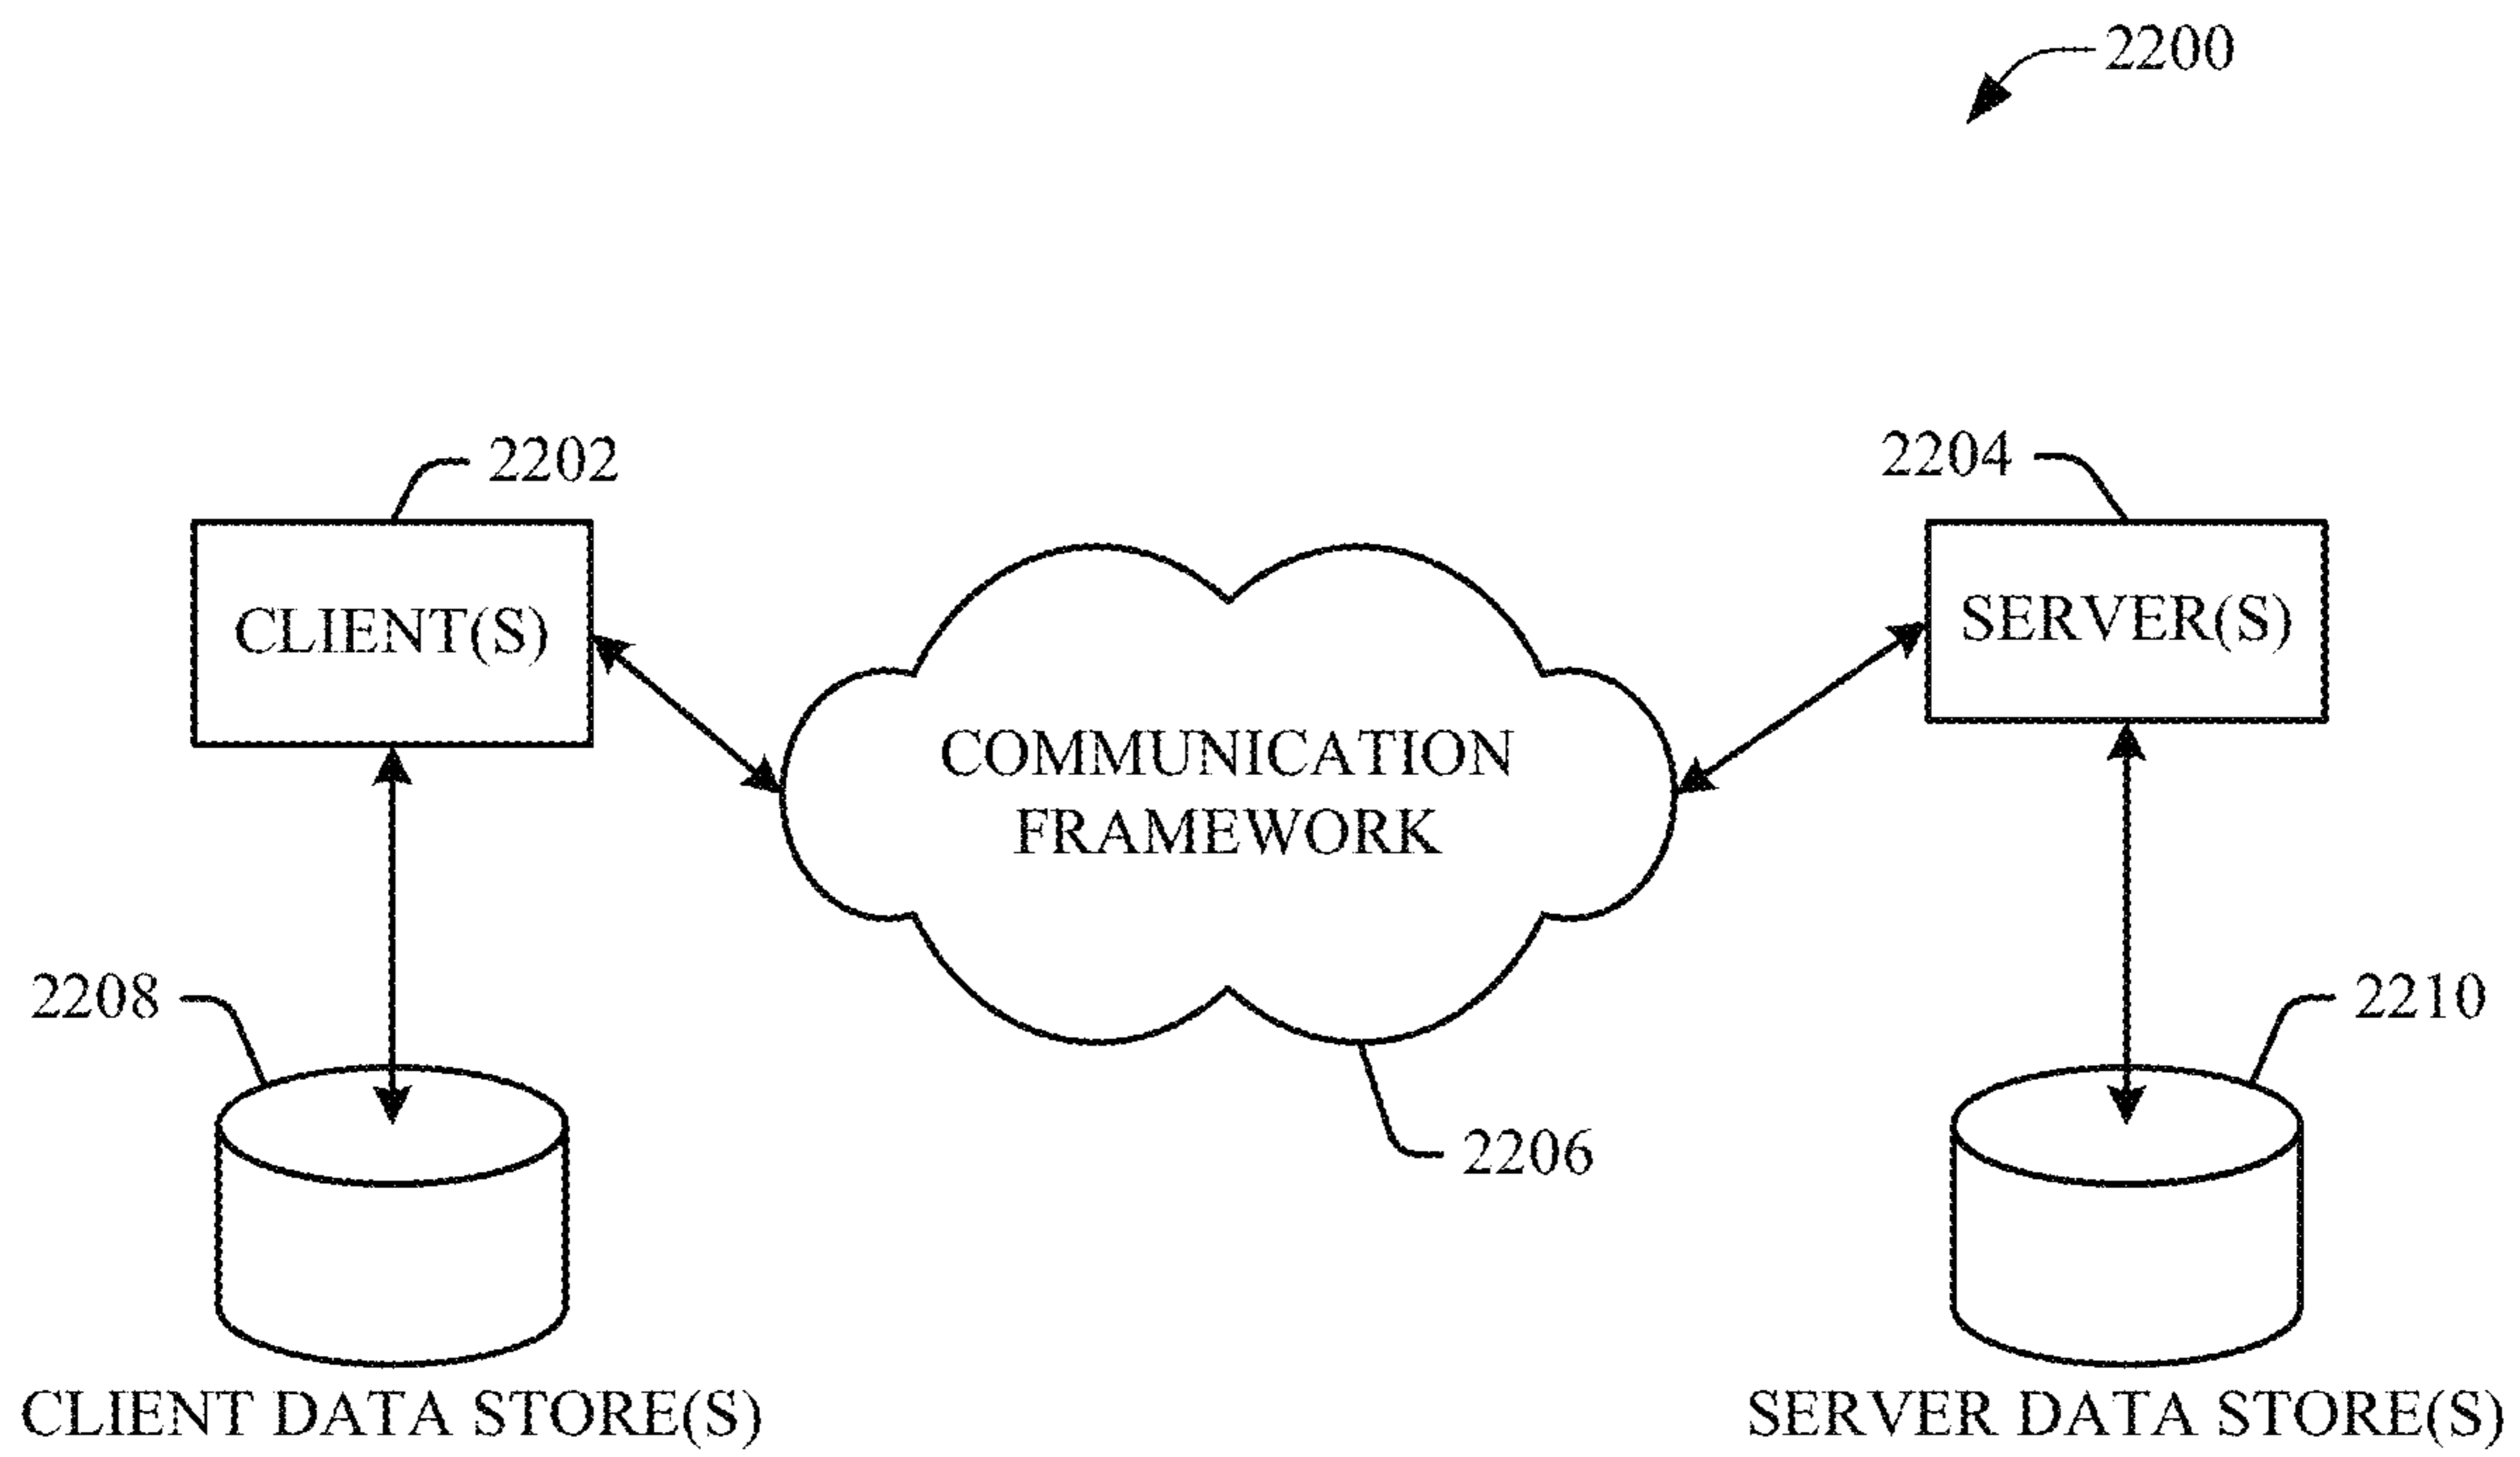 2200
2202
2204
CLIENT(S)
SERVER(S)
COMMUNICATION
FRAMEWORK
2208
2210
2206
CLIENT DATA STORE(S)
SERVER DATA STORE(S)